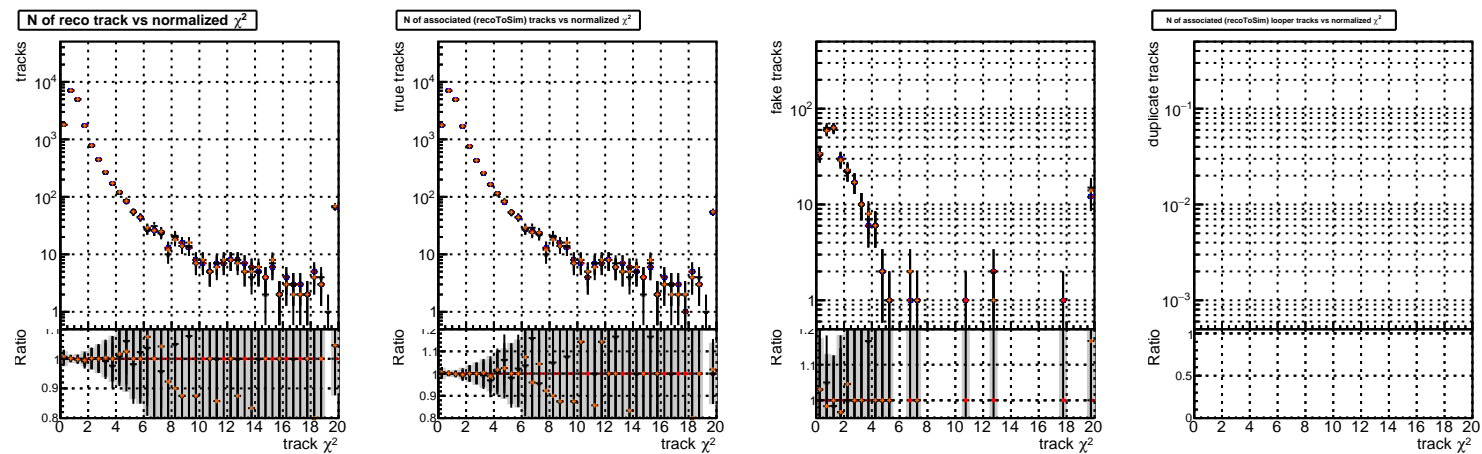 N of reco track vs normalized χ²
tracks
10⁴
10³
10²
10
1
Ratio
1.1
1
0.9
0.8
0 2 4 6 8 10 12 14 16 18 20
track χ²
N of associated (recoToSim) tracks vs normalized χ²
true tracks
10⁴
10³
10²
10
1
Ratio
1.2
1.1
1
0.9
0.8
0 2 4 6 8 10 12 14 16 18 20
track χ²
fake tracks
10²
10
1
Ratio
1.2
1.1
1
0 2 4 6 8 10 12 14 16 18 20
track χ²
N of associated (recoToSim) looper tracks vs normalized χ²
duplicate tracks
10⁻¹
10⁻²
10⁻³
Ratio
1
0.5
0
0 2 4 6 8 10 12 14 16 18 20
track χ²